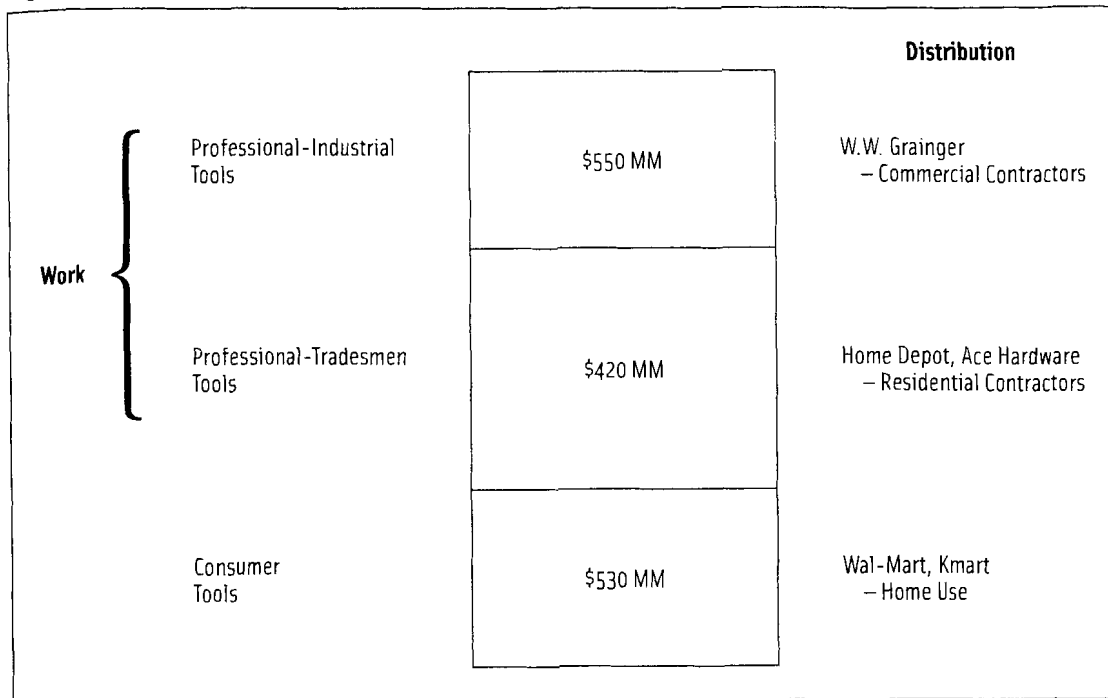 Distribution
Professional-Industrial
Tools
$550 MM
W.W. Grainger
– Commercial Contractors
Work
Professional-Tradesmen
Tools
$420 MM
Home Depot, Ace Hardware
– Residential Contractors
Consumer
Tools
$530 MM
Wal-Mart, Kmart
– Home Use